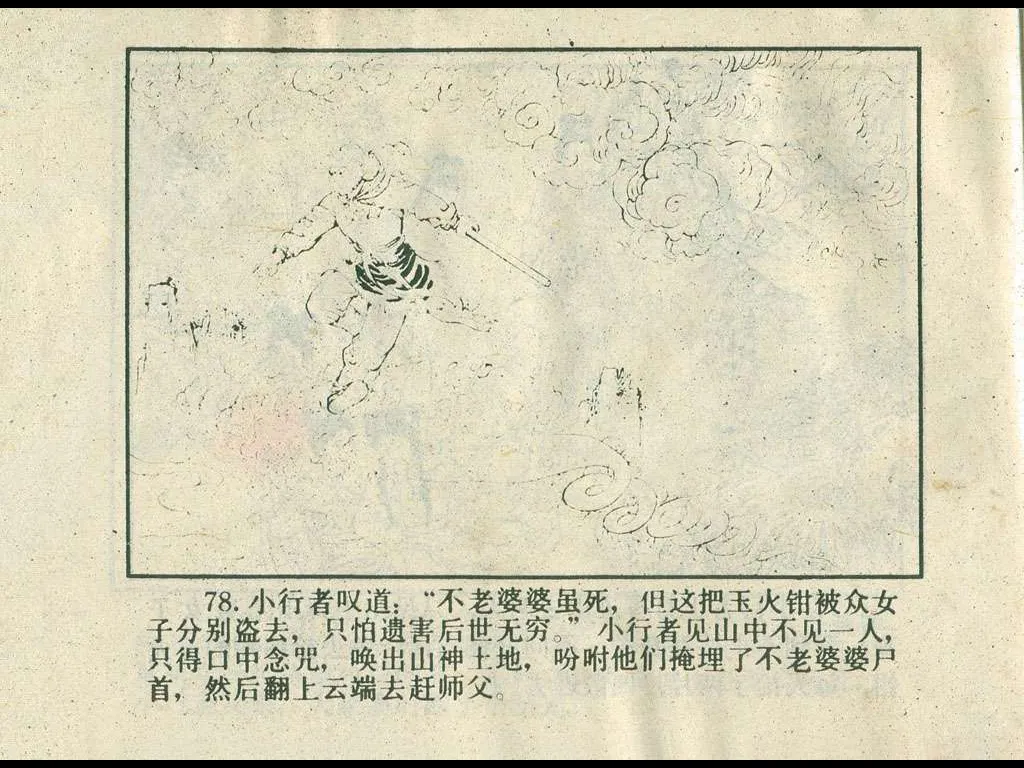 78. 小行者叹道：“不老婆婆虽死，但这把玉火钳被众女
子分别盗去，只怕遗害后世无穷。”小行者见山中不见一人，
只得口中念咒，唤出山神土地，吩咐他们掩埋了不老婆婆尸
首，然后翻上云端去赶师父。